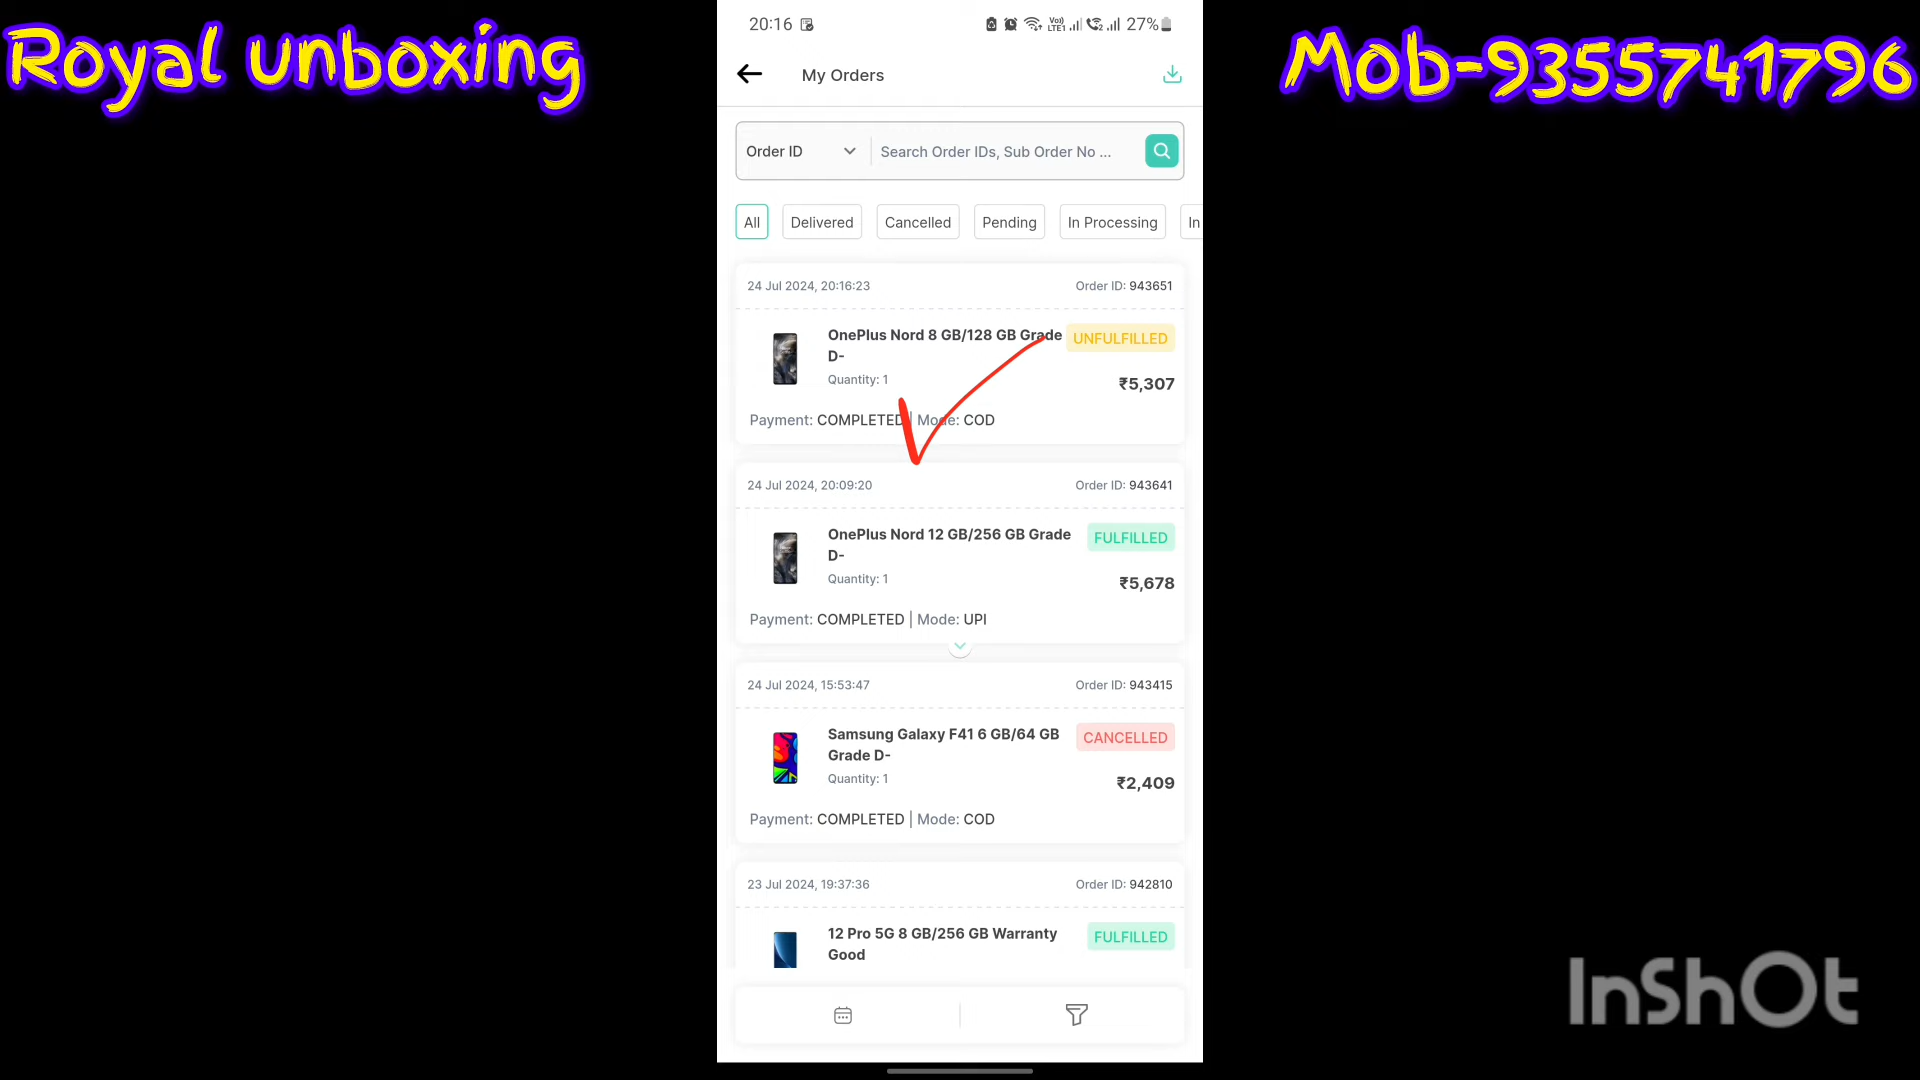 Royal unboxing
Mob-9355741796
20:16
Vo)) LTE1
2
27%
My Orders
Order ID
Search Order IDs, Sub Order No ...
All
Delivered
Cancelled
Pending
In Processing
In
24 Jul 2024, 20:16:23
Order ID: 943651
OnePlus Nord 8 GB/128 GB Grade
D-
UNFULFILLED
Quantity: 1
₹5,307
Payment: COMPLETED | Mode: COD
24 Jul 2024, 20:09:20
Order ID: 943641
OnePlus Nord 12 GB/256 GB Grade
D-
FULFILLED
Quantity: 1
₹5,678
Payment: COMPLETED | Mode: UPI
24 Jul 2024, 15:53:47
Order ID: 943415
Samsung Galaxy F41 6 GB/64 GB
Grade D-
CANCELLED
Quantity: 1
₹2,409
Payment: COMPLETED | Mode: COD
23 Jul 2024, 19:37:36
Order ID: 942810
12 Pro 5G 8 GB/256 GB Warranty
Good
FULFILLED
InShOt